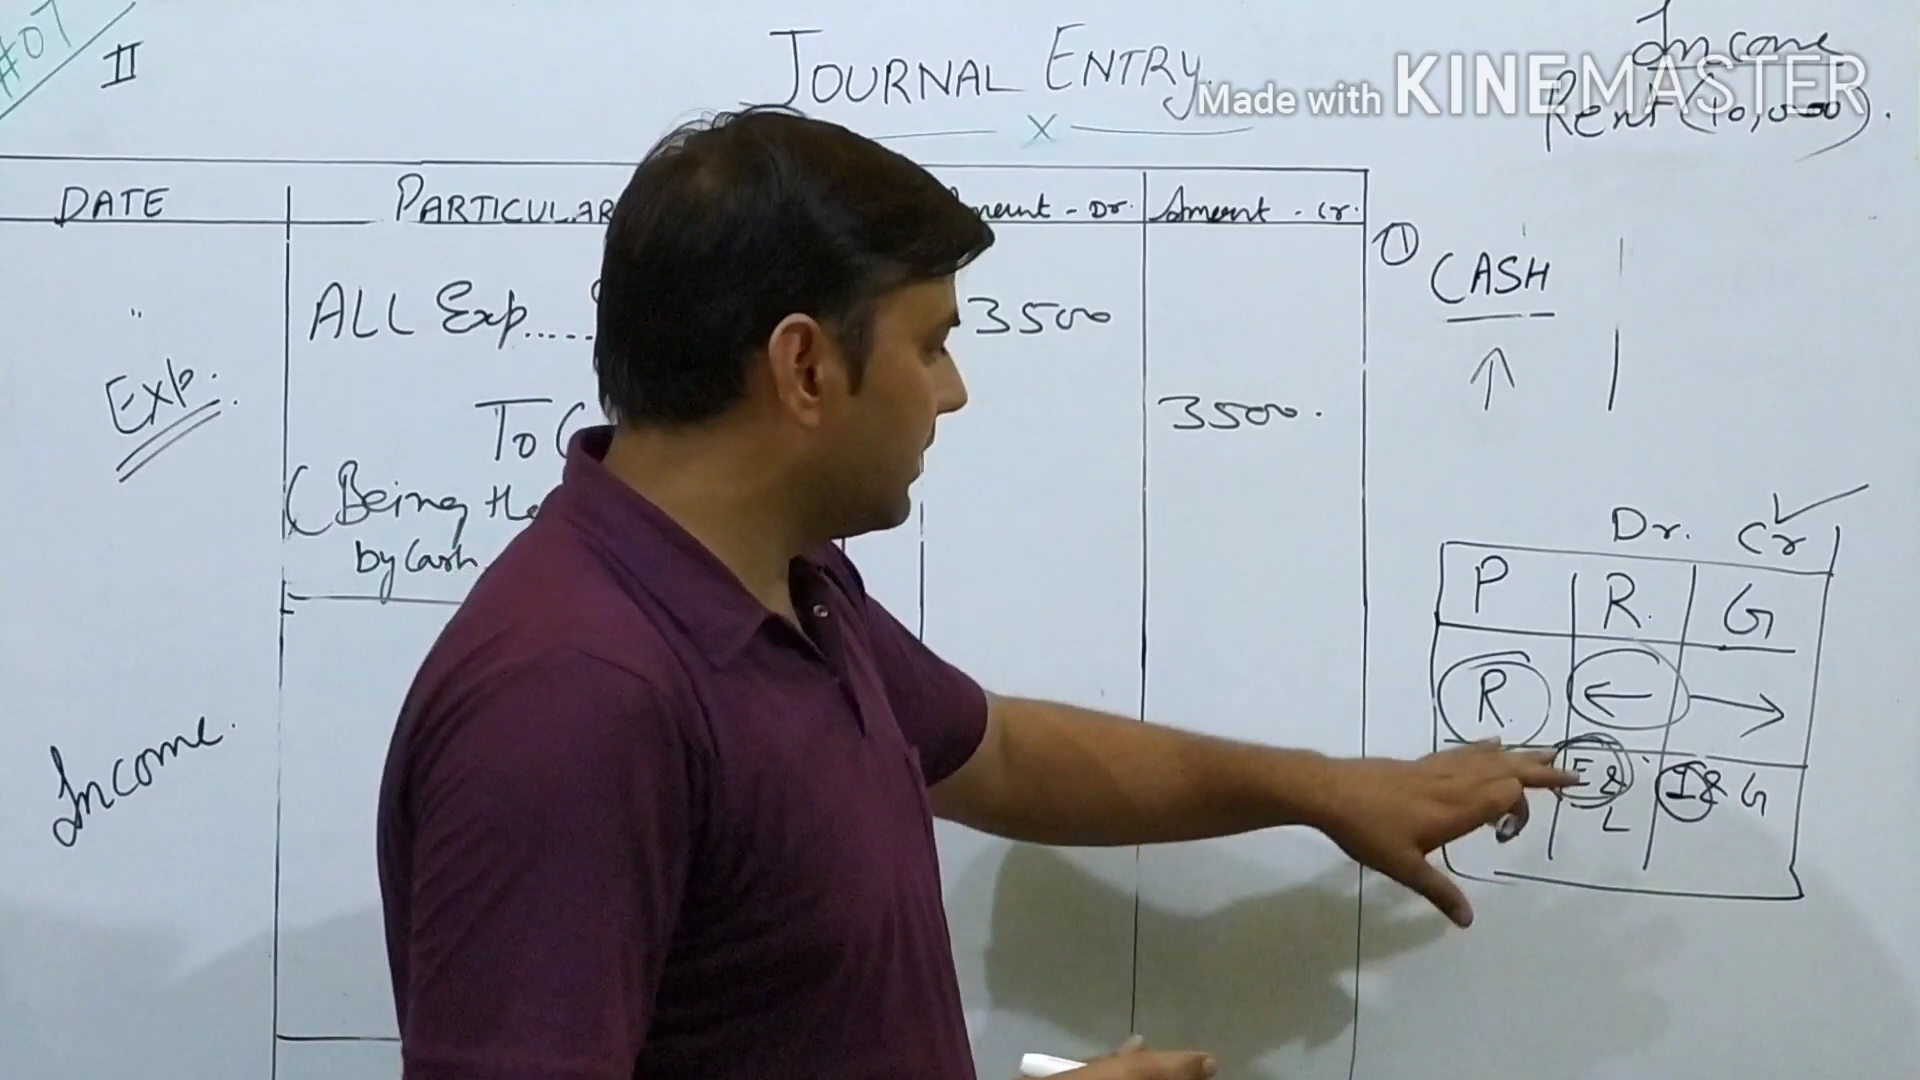 #07
II
JOURNAL ENTRY.
x
Made with KINEMASTER
Income
Rent (10,000).
DATE
PARTICULAR
Amount - Dr.
Amount - Cr.
"
ALL Exp.....
3500
Exp.
To C
3500.
(Being the
by Cash
Income.
1 CASH
↑
Dr. Cr
P R. G
R. ← →
E & L
I & G